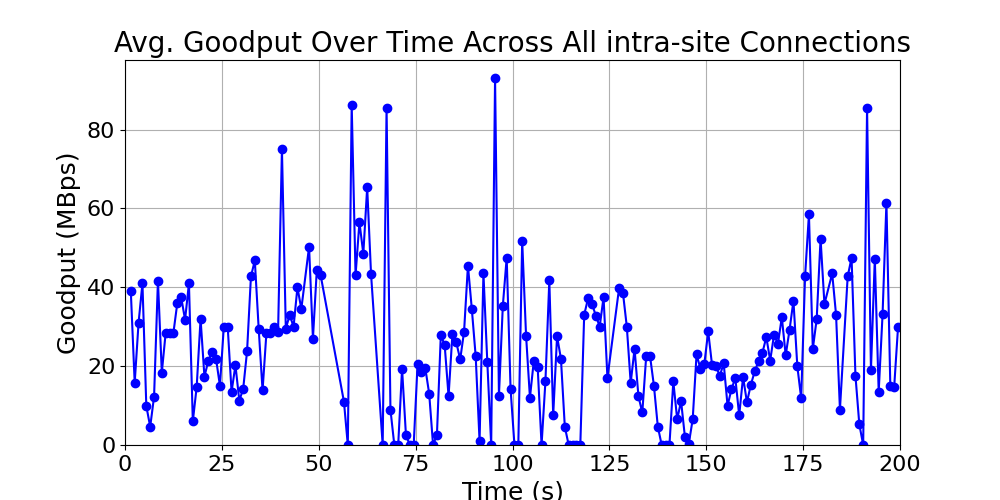 Avg. Goodput Over Time Across All intra-site Connections
Goodput (MBps)
80
60
40
20
0
0 25 50 75 100 125 150 175 200
Time (s)